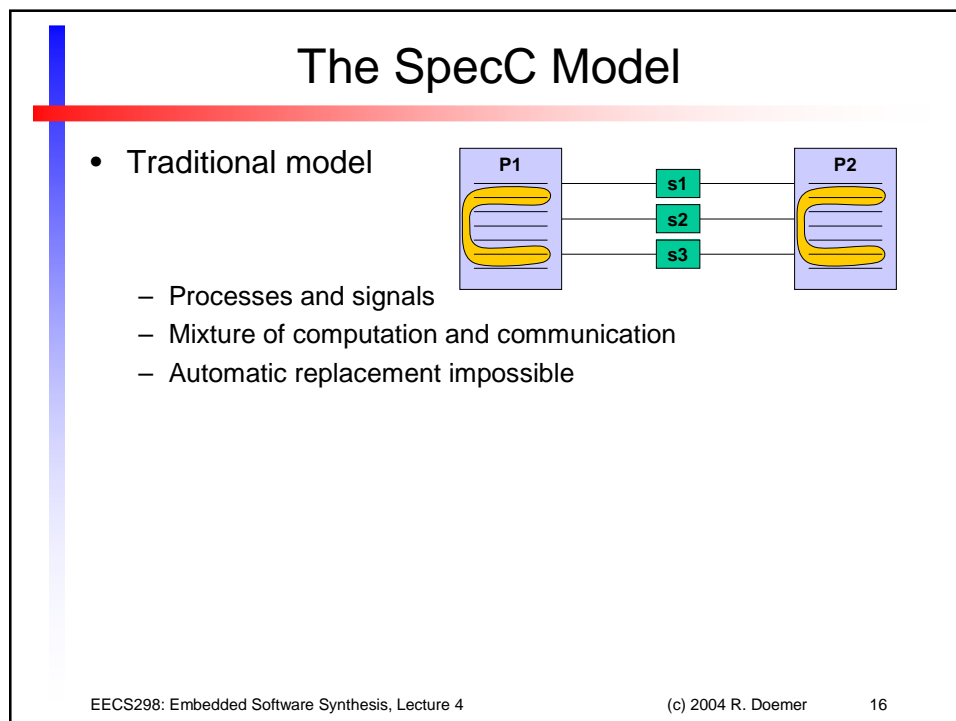 The SpecC Model
• Traditional model
P1
s1
s2
s3
P2
– Processes and signals
– Mixture of computation and communication
– Automatic replacement impossible
EECS298: Embedded Software Synthesis, Lecture 4
(c) 2004 R. Doemer
16